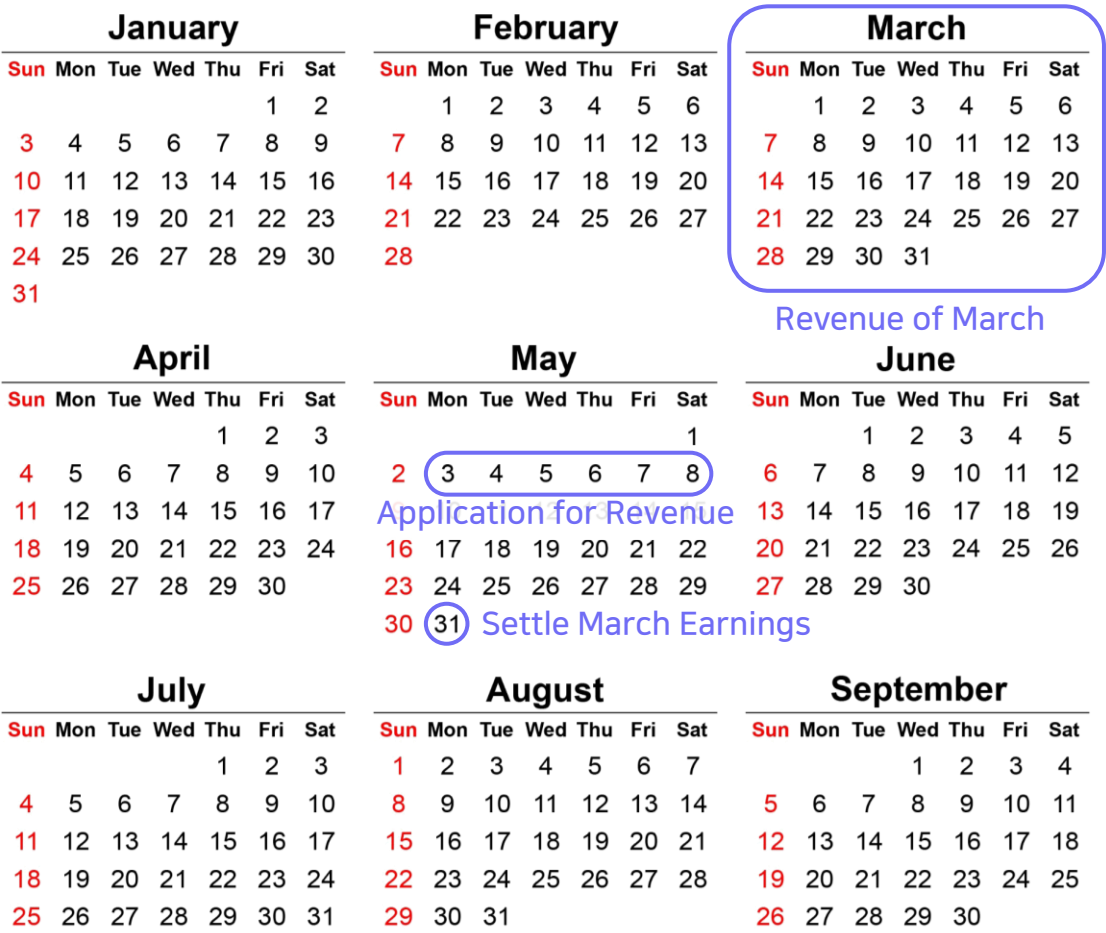 January February March
Sun Mon Tue Wed Thu Fri Sat Sun Mon Tue Wed Thu Fri Sat Sun Mon Tue Wed Thu Fri Sat
1 2 1 2 3 4 5 6 1 2 3 4 5 6
3 4 5 6 7 8 9 7 8 9 10 11 12 13 7 8 9 10 11 12 13
10 11 12 13 14 15 16 14 15 16 17 18 19 20 14 15 16 17 18 19 20
17 18 19 20 21 22 23 21 22 23 24 25 26 27 21 22 23 24 25 26 27
24 25 26 27 28 29 30 28 28 29 30 31
31
Revenue of March
April May June
Sun Mon Tue Wed Thu Fri Sat Sun Mon Tue Wed Thu Fri Sat Sun Mon Tue Wed Thu Fri Sat
1 2 3 1 1 2 3 4 5
4 5 6 7 8 9 10 2 3 4 5 6 7 8 6 7 8 9 10 11 12
11 12 13 14 15 16 17 Application for Revenue 13 14 15 16 17 18 19
18 19 20 21 22 23 24 16 17 18 19 20 21 22 20 21 22 23 24 25 26
25 26 27 28 29 30 23 24 25 26 27 28 29 27 28 29 30
30 31 Settle March Earnings
July August September
Sun Mon Tue Wed Thu Fri Sat Sun Mon Tue Wed Thu Fri Sat Sun Mon Tue Wed Thu Fri Sat
1 2 3 1 2 3 4 5 6 7 1 2 3 4
4 5 6 7 8 9 10 8 9 10 11 12 13 14 5 6 7 8 9 10 11
11 12 13 14 15 16 17 15 16 17 18 19 20 21 12 13 14 15 16 17 18
18 19 20 21 22 23 24 22 23 24 25 26 27 28 19 20 21 22 23 24 25
25 26 27 28 29 30 31 29 30 31 26 27 28 29 30